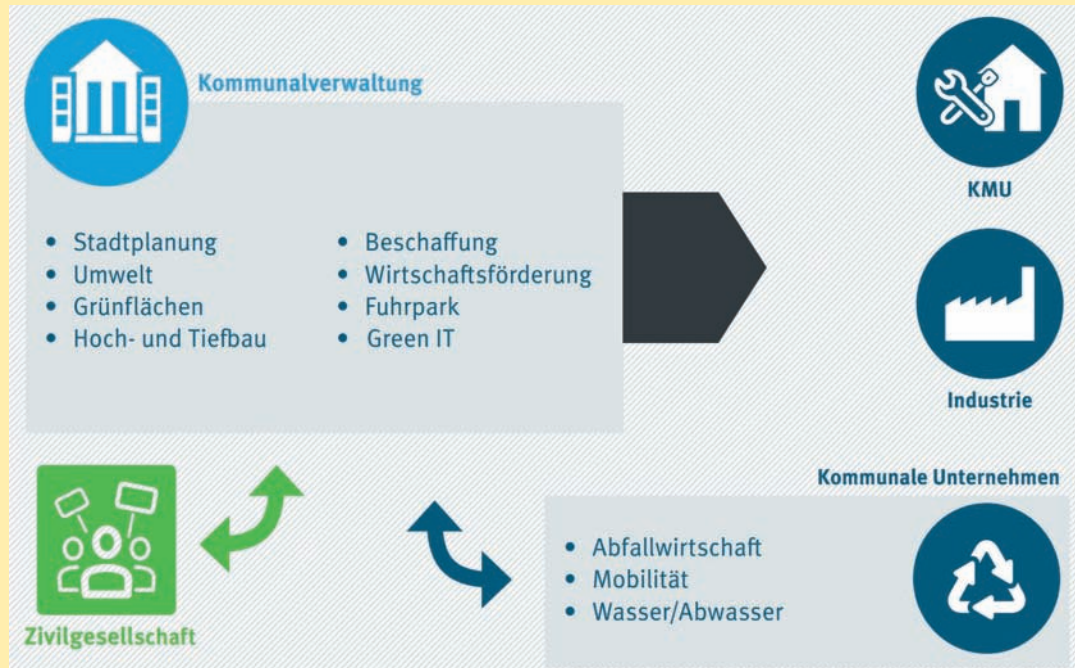 Kommunalverwaltung
• Stadtplanung
• Umwelt
• Grünflächen
• Hoch- und Tiefbau
• Beschaffung
• Wirtschaftsförderung
• Fuhrpark
• Green IT
KMU
Industrie
Kommunale Unternehmen
• Abfallwirtschaft
• Mobilität
• Wasser/Abwasser
Zivilgesellschaft